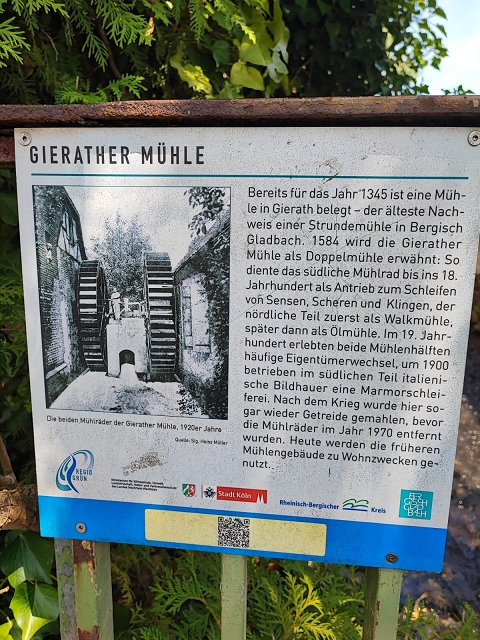 GIERATHER MÜHLE
Bereits für das Jahr 1345 ist eine Müh-
le in Gierath belegt – der älteste Nach-
weis einer Strundemühle in Bergisch
Gladbach. 1584 wird die Gierather
Mühle als Doppelmühle erwähnt: So
diente das südliche Mühlrad bis ins 18.
Jahrhundert als Antrieb zum Schleifen
von Sensen, Scheren und Klingen, der
nördliche Teil zuerst als Walkmühle,
später dann als Ölmühle. Im 19. Jahr-
hundert erlebten beide Mühlenhälften
häufige Eigentümerwechsel, um 1900
betrieben im südlichen Teil italieni-
sche Bildhauer eine Marmorschlei-
ferei. Nach dem Krieg wurde hier so-
gar wieder Getreide gemahlen, bevor
die Mühlräder im Jahr 1970 entfernt
wurden. Heute werden die früheren
Mühlengebäude zu Wohnzwecken ge-
nutzt.
Die beiden Mühlräder der Gierather Mühle, 1920er Jahre
Quelle: Slg. Heinz Müller
REGIO
GRÜN
Stadt Köln
Rheinisch-Bergischer Kreis